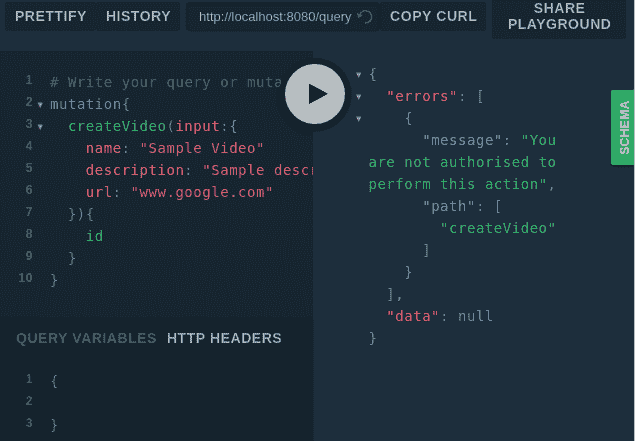 PRETTIFY HISTORY http://localhost:8080/query COPY CURL SHARE PLAYGROUND
1 # Write your query or muta
2 mutation{
3 createVideo(input:{
4 name: "Sample Video"
5 description: "Sample descr
6 url: "www.google.com"
7 }){
8 id
9 }
10 }
QUERY VARIABLES HTTP HEADERS
1 {
2
3 }
{
"errors": [
{
"message": "You
are not authorised to
perform this action",
"path": [
"createVideo"
]
}
],
"data": null
}
SCHEMA